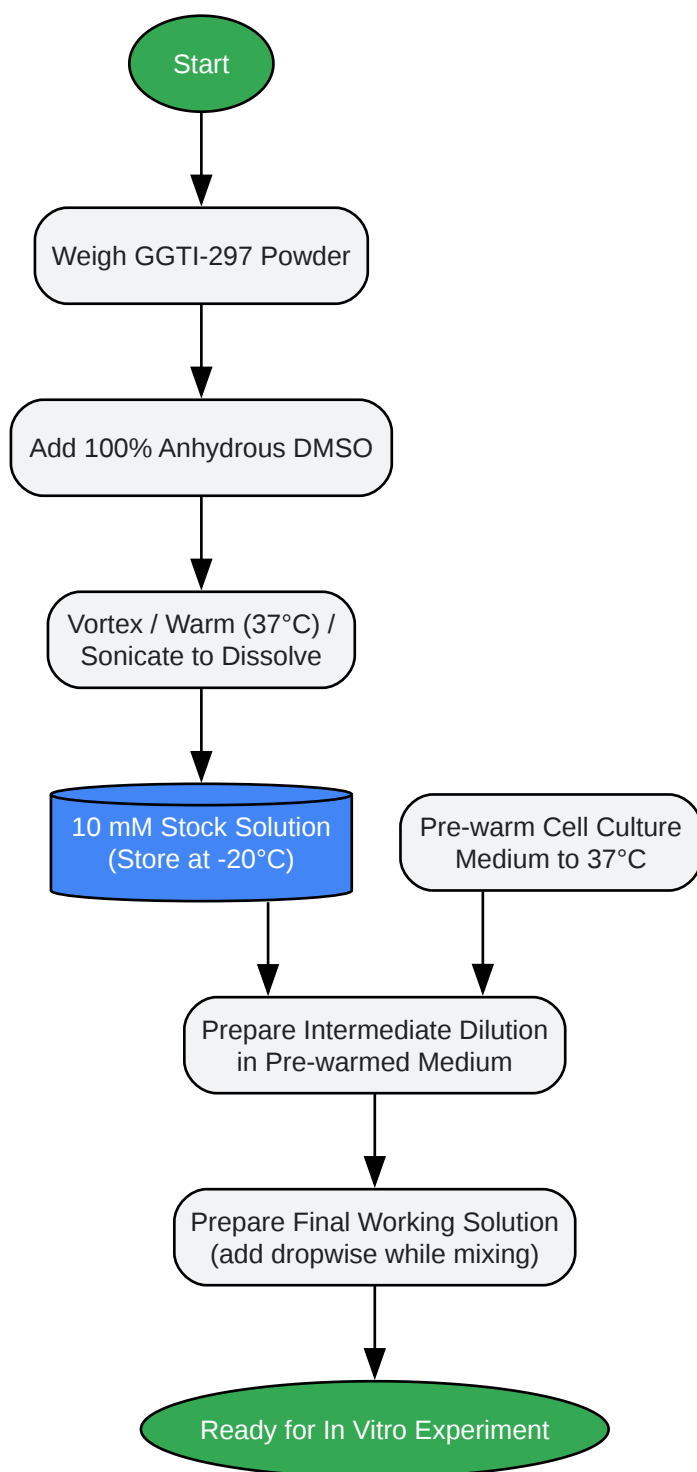 Start
Weigh GGTI-297 Powder
Add 100% Anhydrous DMSO
Vortex / Warm (37°C) /
Sonicate to Dissolve
10 mM Stock Solution
(Store at -20°C)
Pre-warm Cell Culture
Medium to 37°C
Prepare Intermediate Dilution
in Pre-warmed Medium
Prepare Final Working Solution
(add dropwise while mixing)
Ready for In Vitro Experiment